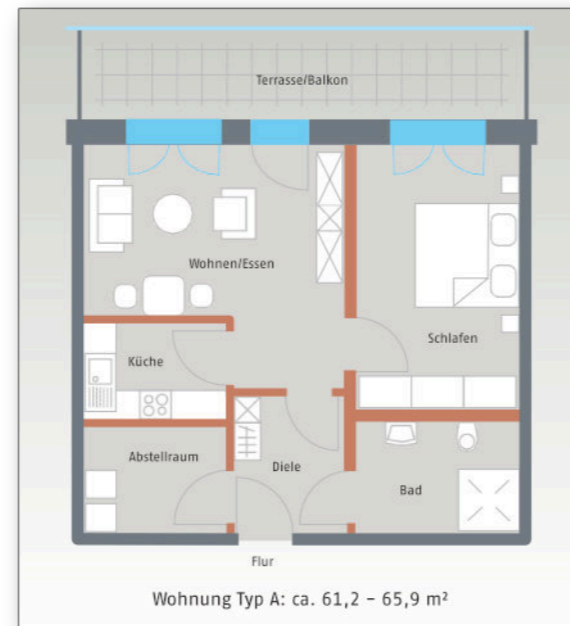 Terrasse/Balkon
Wohnen/Essen
Schlafen
Küche
Abstellraum
Diele
Bad
Flur
Wohnung Typ A: ca. 61,2 – 65,9 m²